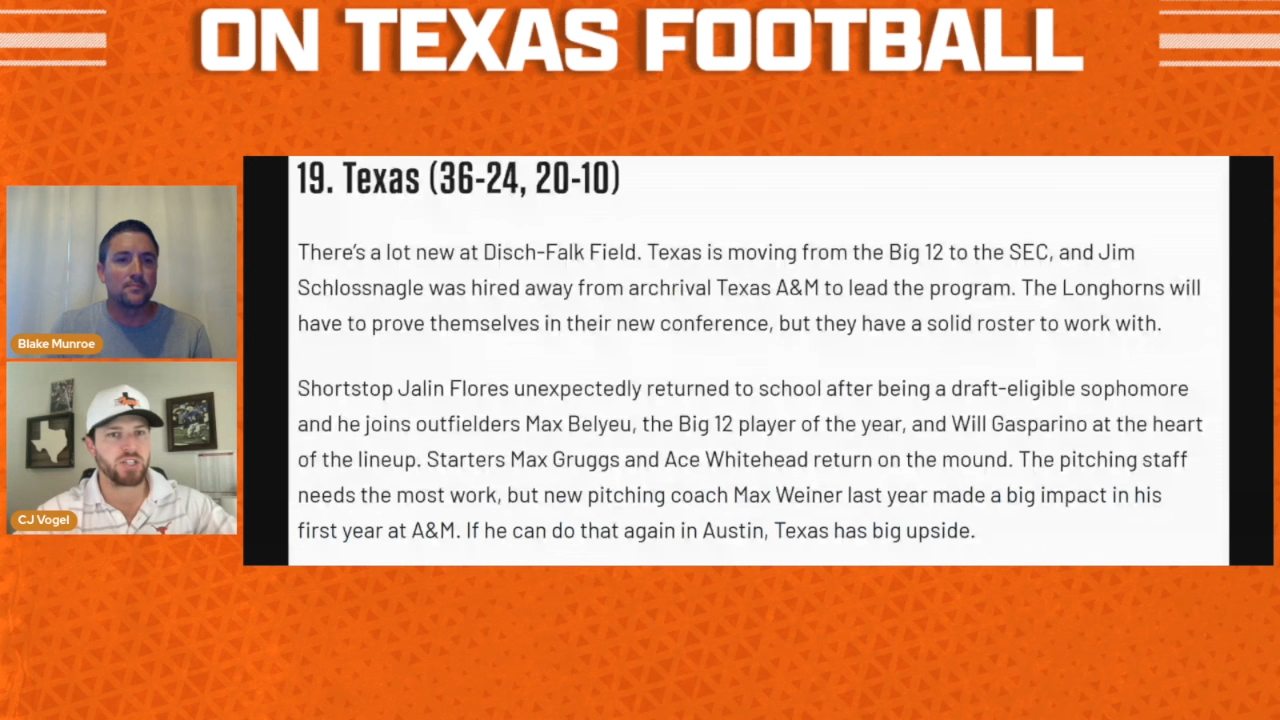 ON TEXAS FOOTBALL
19. Texas (36-24, 20-10)
There's a lot new at Disch-Falk Field. Texas is moving from the Big 12 to the SEC, and Jim
Schlossnagle was hired away from archrival Texas A&M to lead the program. The Longhorns will
have to prove themselves in their new conference, but they have a solid roster to work with.
Shortstop Jalin Flores unexpectedly returned to school after being a draft-eligible sophomore
and he joins outfielders Max Belyeu, the Big 12 player of the year, and Will Gasparino at the heart
of the lineup. Starters Max Gruggs and Ace Whitehead return on the mound. The pitching staff
needs the most work, but new pitching coach Max Weiner last year made a big impact in his
first year at A&M. If he can do that again in Austin, Texas has big upside.
Blake Munroe
CJ Vogel